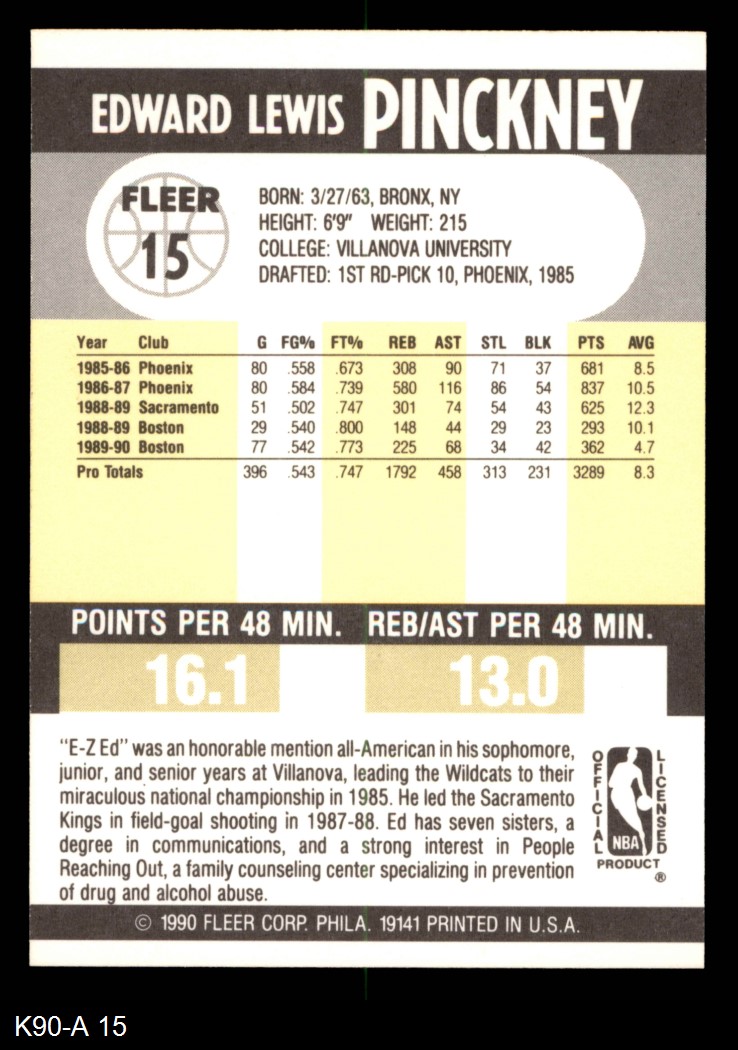 EDWARD LEWIS PINCKNEY
FLEER
15
BORN: 3/27/63, BRONX, NY
HEIGHT: 6'9" WEIGHT: 215
COLLEGE: VILLANOVA UNIVERSITY
DRAFTED: 1ST RD-PICK 10, PHOENIX, 1985
Year Club G FG% FT% REB AST STL BLK PTS AVG
1985-86 Phoenix 80 .558 .673 308 90 71 37 681 8.5
1986-87 Phoenix 80 .584 .739 580 116 86 54 837 10.5
1988-89 Sacramento 51 .502 .747 301 74 54 43 625 12.3
1988-89 Boston 29 .540 .800 148 44 29 23 293 10.1
1989-90 Boston 77 .542 .773 225 68 34 42 362 4.7
Pro Totals 396 .543 .747 1792 458 313 231 3289 8.3
POINTS PER 48 MIN. REB/AST PER 48 MIN.
16.1 13.0
"E-Z Ed" was an honorable mention all-American in his sophomore,
junior, and senior years at Villanova, leading the Wildcats to their
miraculous national championship in 1985. He led the Sacramento
Kings in field-goal shooting in 1987-88. Ed has seven sisters, a
degree in communications, and a strong interest in People
Reaching Out, a family counseling center specializing in prevention
of drug and alcohol abuse.
OFFICIAL LICENSED
NBA
PRODUCT
®
© 1990 FLEER CORP. PHILA. 19141 PRINTED IN U.S.A.
K90-A 15